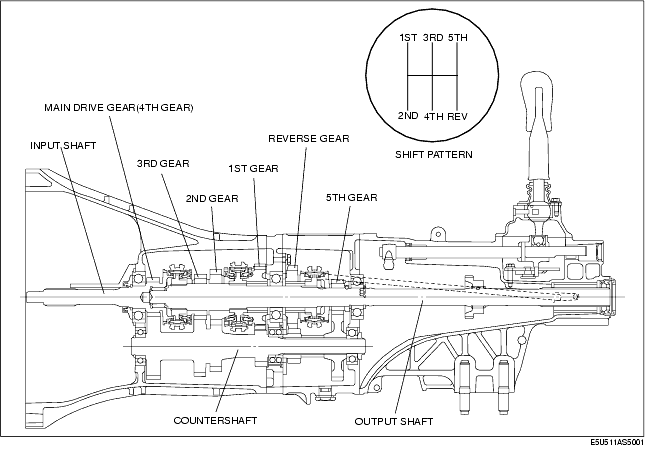 1ST 3RD 5TH
2ND 4TH REV
SHIFT PATTERN
MAIN DRIVE GEAR(4TH GEAR)
REVERSE GEAR
INPUT SHAFT
3RD GEAR
1ST GEAR
2ND GEAR
5TH GEAR
COUNTERSHAFT
OUTPUT SHAFT
E5U511AS5001